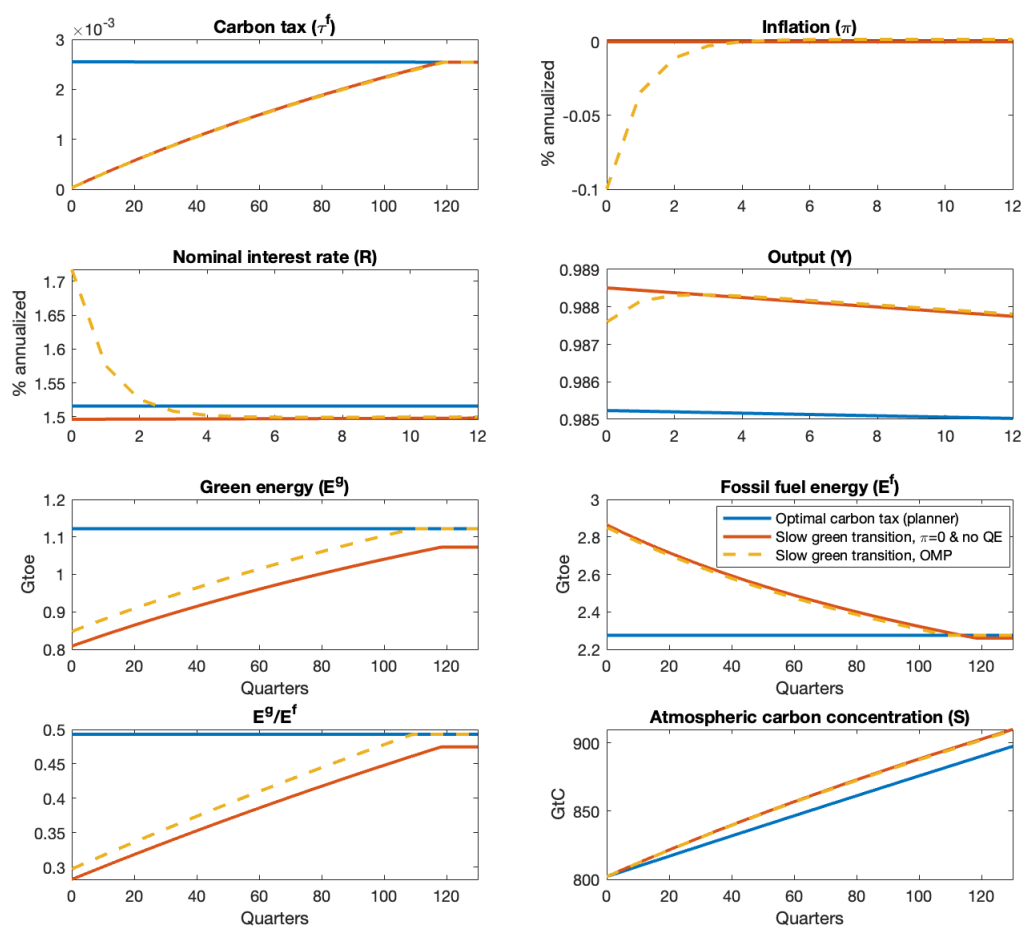 Carbon tax (τᶠ)
×10⁻³
3
2
1
0
0 20 40 60 80 100 120
Inflation (π)
% annualized
0
-0.05
-0.1
0 2 4 6 8 10 12
Nominal interest rate (R)
% annualized
1.7
1.65
1.6
1.55
1.5
0 2 4 6 8 10 12
Output (Y)
0.989
0.988
0.987
0.986
0.985
0 2 4 6 8 10 12
Green energy (Eᵍ)
Gtoe
1.2
1.1
1
0.9
0.8
0 20 40 60 80 100 120
Quarters
Fossil fuel energy (Eᶠ)
Gtoe
3
2.8
2.6
2.4
2.2
Optimal carbon tax (planner)
Slow green transition, π=0 & no QE
Slow green transition, OMP
0 20 40 60 80 100 120
Quarters
Eᵍ/Eᶠ
0.5
0.45
0.4
0.35
0.3
0 20 40 60 80 100 120
Quarters
Atmospheric carbon concentration (S)
GtC
900
850
800
0 20 40 60 80 100 120
Quarters